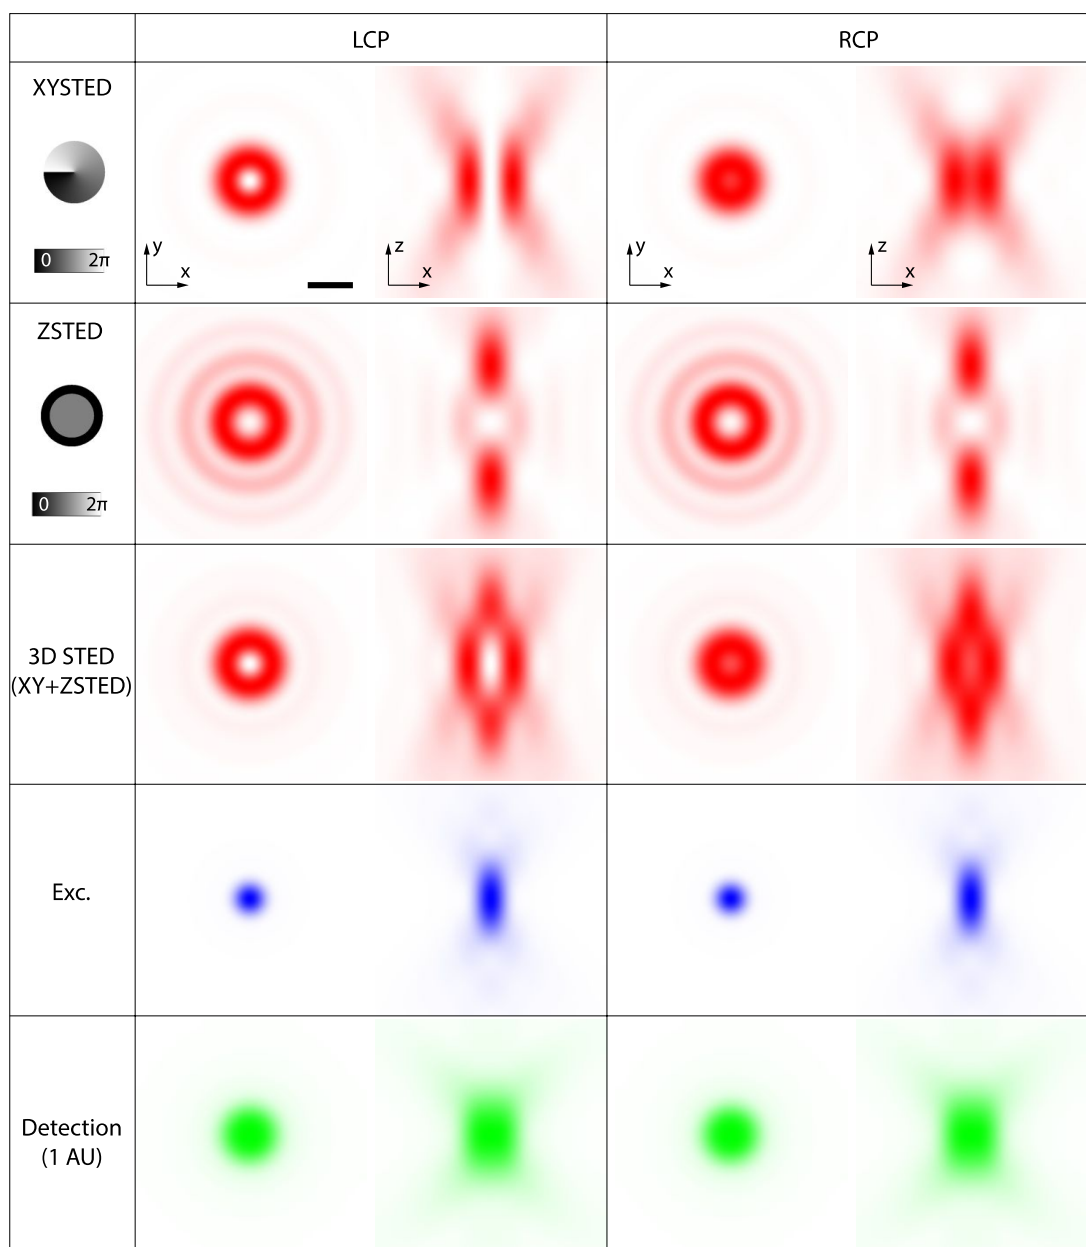 LCP
RCP
XYSTED
0 2π
y
x
z
x
y
x
z
x
ZSTED
0 2π
3D STED
(XY+ZSTED)
Exc.
Detection
(1 AU)